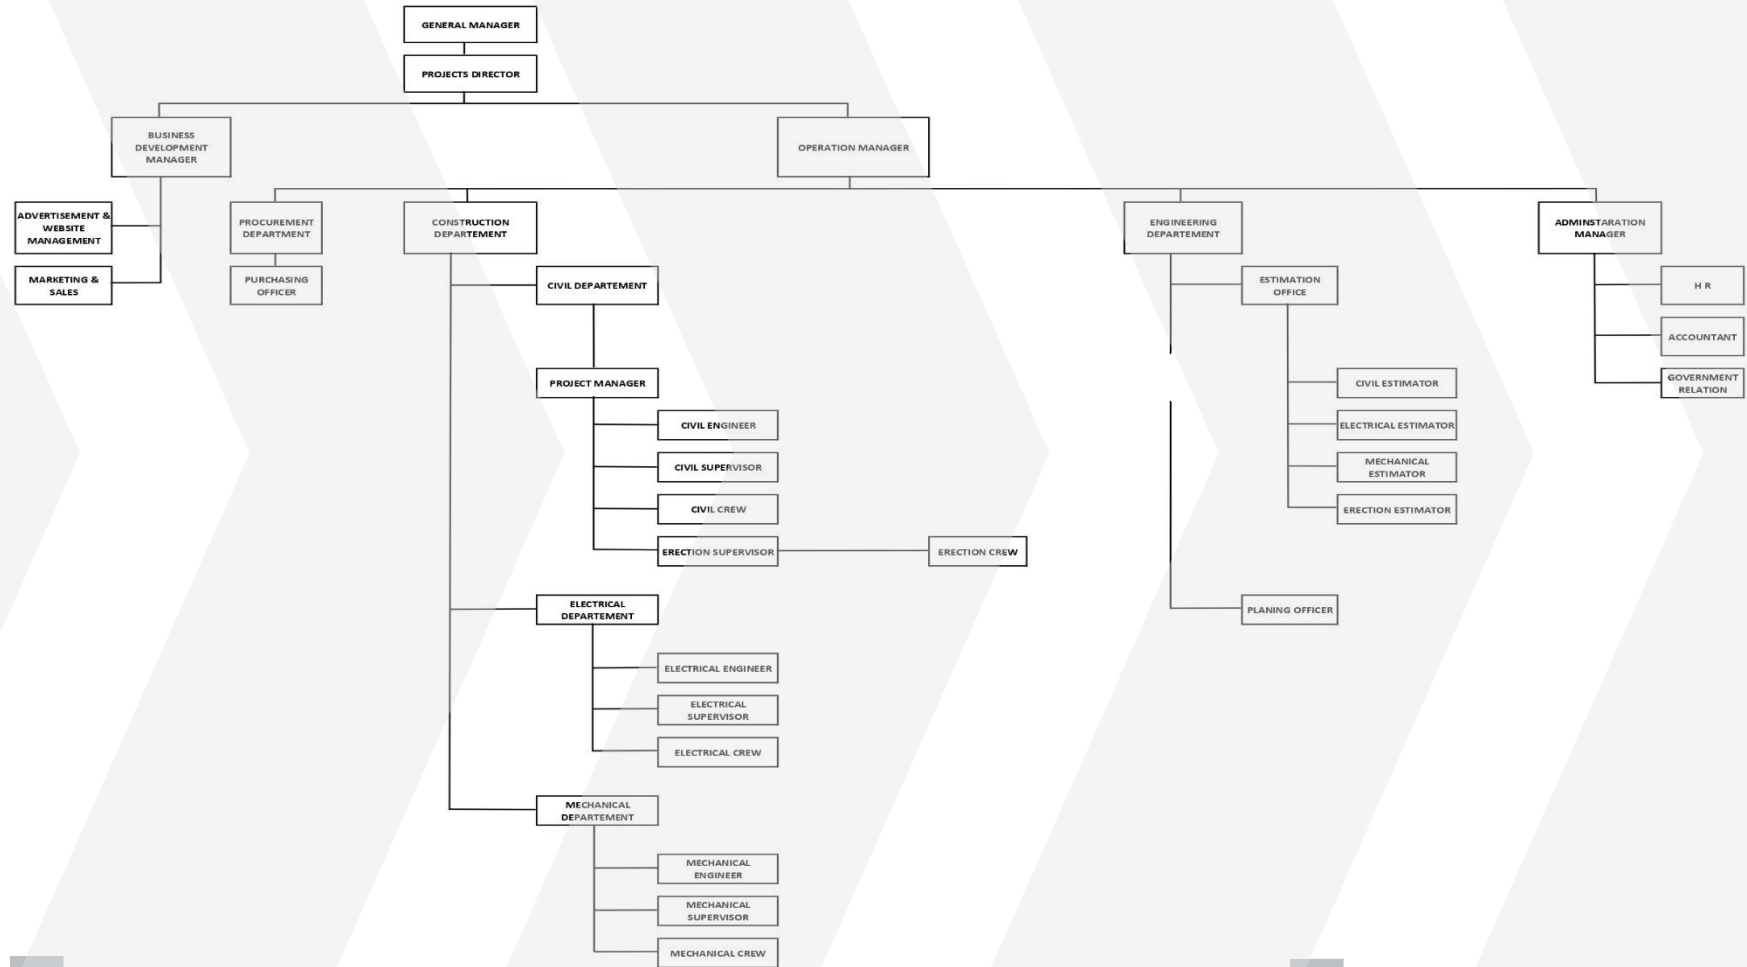 GENERAL MANAGER
PROJECTS DIRECTOR
BUSINESS
DEVELOPMENT
MANAGER
OPERATION MANAGER
ADVERTISEMENT &
WEBSITE
MANAGEMENT
MARKETING &
SALES
PROCUREMENT
DEPARTMENT
PURCHASING
OFFICER
CONSTRUCTION
DEPARTEMENT
CIVIL DEPARTEMENT
PROJECT MANAGER
CIVIL ENGINEER
CIVIL SUPERVISOR
CIVIL CREW
ERECTION SUPERVISOR
ERECTION CREW
ELECTRICAL
DEPARTEMENT
ELECTRICAL ENGINEER
ELECTRICAL
SUPERVISOR
ELECTRICAL CREW
MECHANICAL
DEPARTEMENT
MECHANICAL
ENGINEER
MECHANICAL
SUPERVISOR
MECHANICAL CREW
ENGINEERING
DEPARTEMENT
ESTIMATION
OFFICE
CIVIL ESTIMATOR
ELECTRICAL ESTIMATOR
MECHANICAL
ESTIMATOR
ERECTION ESTIMATOR
PLANING OFFICER
ADMINSTARATION
MANAGER
H R
ACCOUNTANT
GOVERNMENT
RELATION